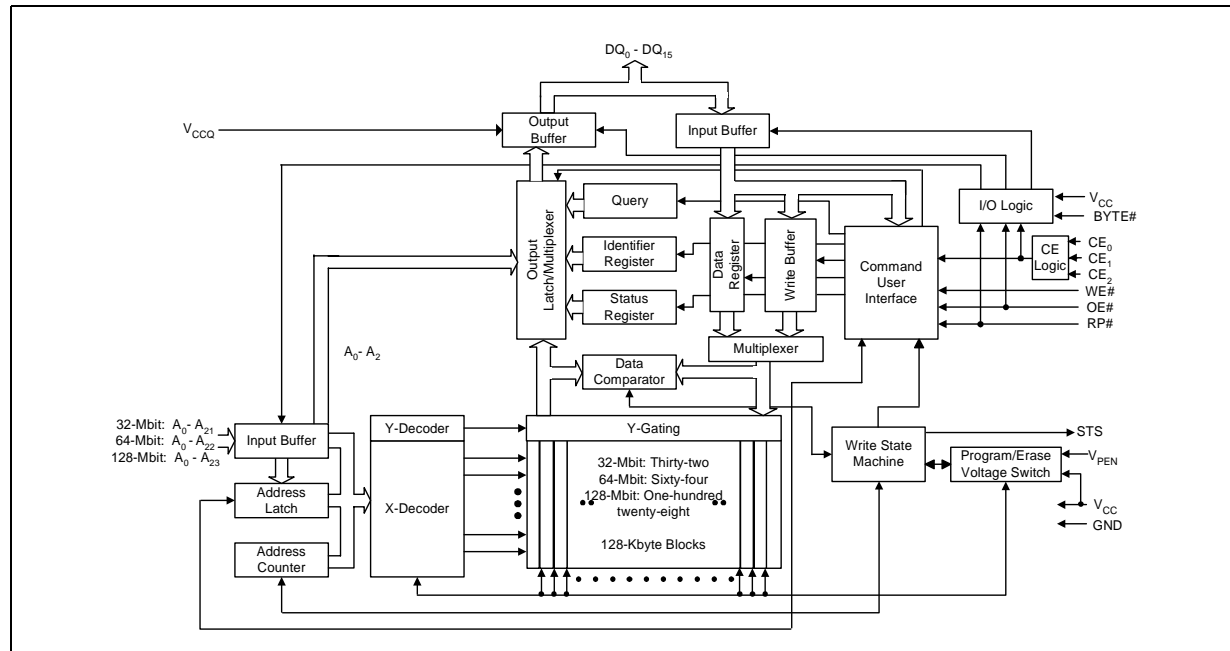 DQ0 - DQ15
VCCQ
Output
Buffer
Input Buffer
Output
Latch/Multiplexer
Query
Identifier
Register
Status
Register
Data
Register
Write Buffer
Command
User
Interface
I/O Logic
VCC
BYTE#
CE
Logic
CE0
CE1
CE2
WE#
OE#
RP#
A0- A2
Multiplexer
Data
Comparator
32-Mbit: A0- A21
64-Mbit: A0 - A22
128-Mbit: A0 - A23
Input Buffer
Address
Latch
Address
Counter
Y-Decoder
X-Decoder
Y-Gating
32-Mbit: Thirty-two
64-Mbit: Sixty-four
128-Mbit: One-hundred
twenty-eight
128-Kbyte Blocks
Write State
Machine
Program/Erase
Voltage Switch
STS
VPEN
VCC
GND